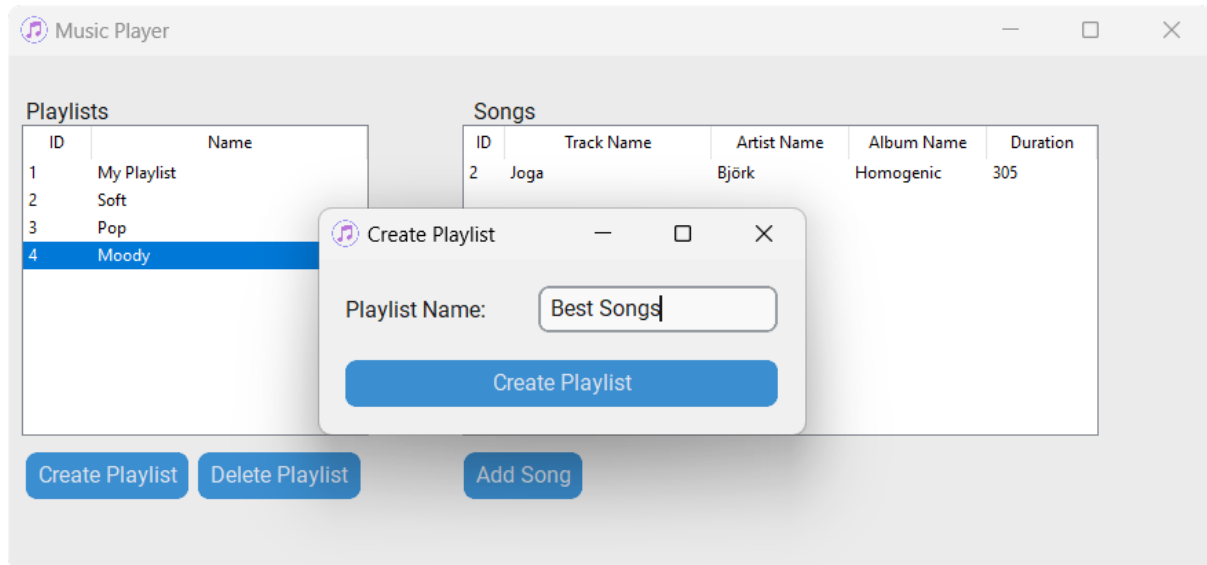 Music Player
Playlists
ID Name
1 My Playlist
2 Soft
3 Pop
4 Moody
Songs
ID Track Name Artist Name Album Name Duration
2 Joga Björk Homogenic 305
Create Playlist
Playlist Name: Best Songs
Create Playlist
Create Playlist Delete Playlist Add Song